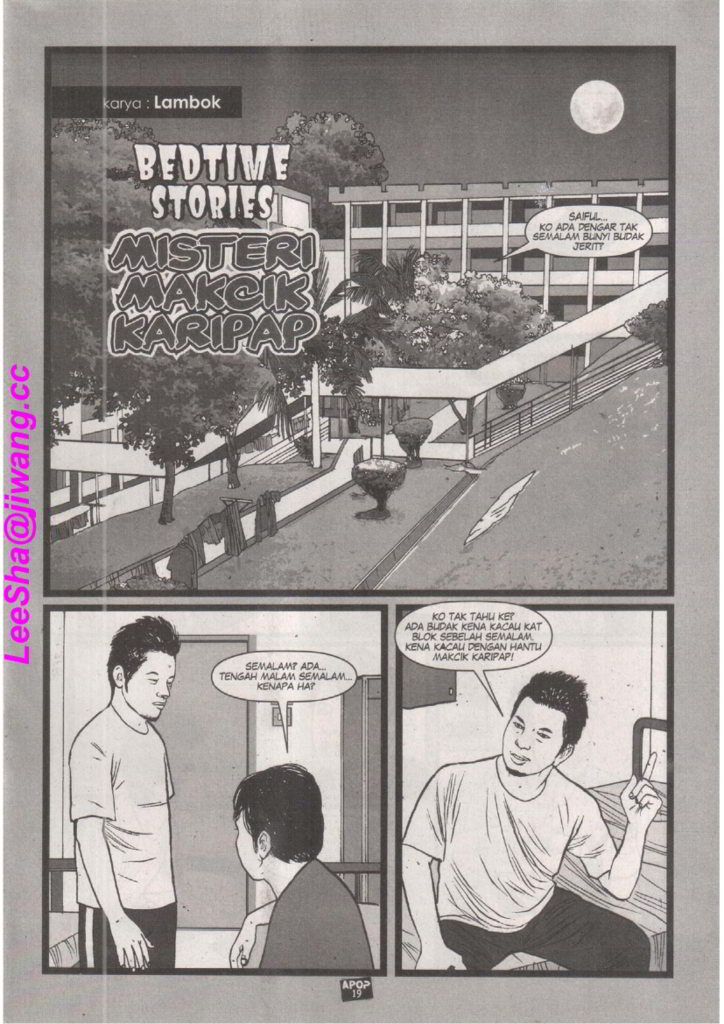 karya : Lambok
BEDTIME
STORIES
MISTERI
MAKCIK
KARIPAP
SAIFUL...
KO ADA DENGAR TAK
SEMALAM BUNYI BUDAK
JERIT?
SEMALAM? ADA...
TENGAH MALAM SEMALAM...
KENAPA HA?
KO TAK TAHU KE?
ADA BUDAK KENA KACAU KAT
BLOK SEBELAH SEMALAM.
KENA KACAU DENGAN HANTU
MAKCIK KARIPAP!
APOP
19
LeeSha@jiwang.cc